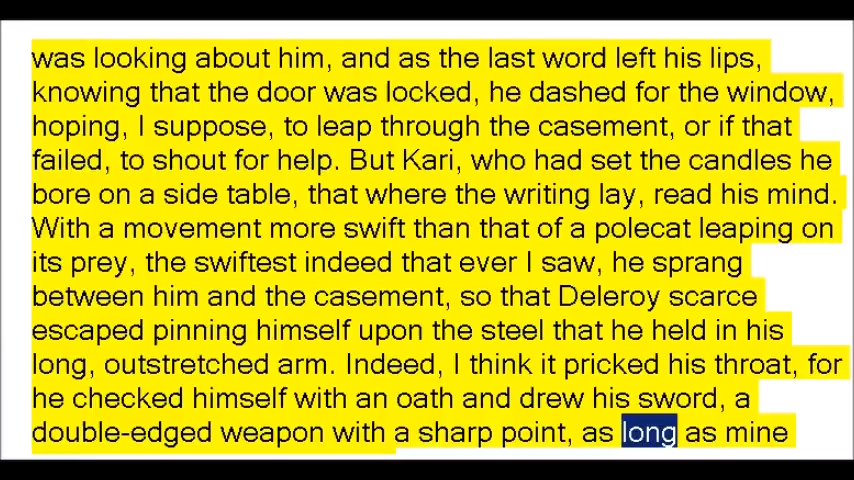 was looking about him, and as the last word left his lips,
knowing that the door was locked, he dashed for the window,
hoping, I suppose, to leap through the casement, or if that
failed, to shout for help. But Kari, who had set the candles he
bore on a side table, that where the writing lay, read his mind.
With a movement more swift than that of a polecat leaping on
its prey, the swiftest indeed that ever I saw, he sprang
between him and the casement, so that Deleroy scarce
escaped pinning himself upon the steel that he held in his
long, outstretched arm. Indeed, I think it pricked his throat, for
he checked himself with an oath and drew his sword, a
double-edged weapon with a sharp point, as long as mine